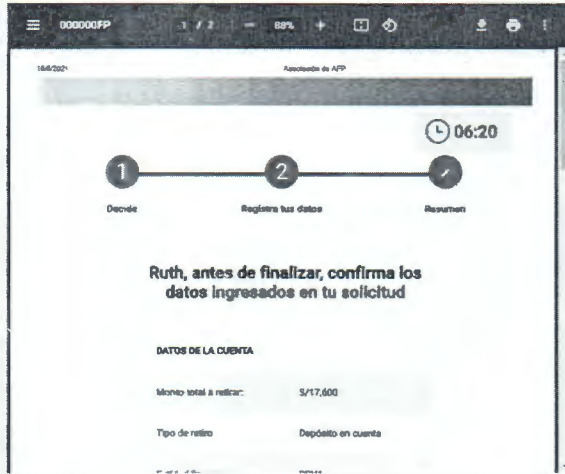 000000FP 1 / 2 — 88% +
Asociación de AFP
06:20
1 2
Decide Registra tus datos Resumen
Ruth, antes de finalizar, confirma los
datos ingresados en tu solicitud
DATOS DE LA CUENTA
Monto total a retirar: S/17,600
Tipo de retiro Depósito en cuenta